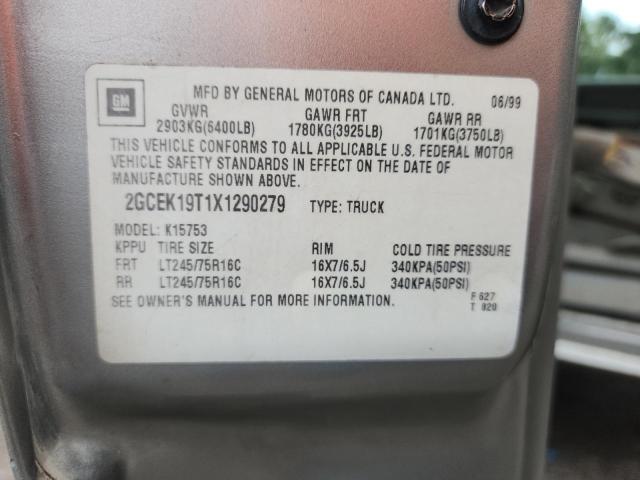 GM
MFD BY GENERAL MOTORS OF CANADA LTD. 06/99
GVWR GAWR FRT GAWR RR
2903KG(6400LB) 1780KG(3925LB) 1701KG(3750LB)
THIS VEHICLE CONFORMS TO ALL APPLICABLE U.S. FEDERAL MOTOR
VEHICLE SAFETY STANDARDS IN EFFECT ON THE DATE OF
MANUFACTURE SHOWN ABOVE.
2GCEK19T1X1290279 TYPE: TRUCK
MODEL: K15753
KPPU TIRE SIZE RIM COLD TIRE PRESSURE
FRT LT245/75R16C 16X7/6.5J 340KPA(50PSI)
RR LT245/75R16C 16X7/6.5J 340KPA(50PSI)
SEE OWNER'S MANUAL FOR MORE INFORMATION. F 627
T 920